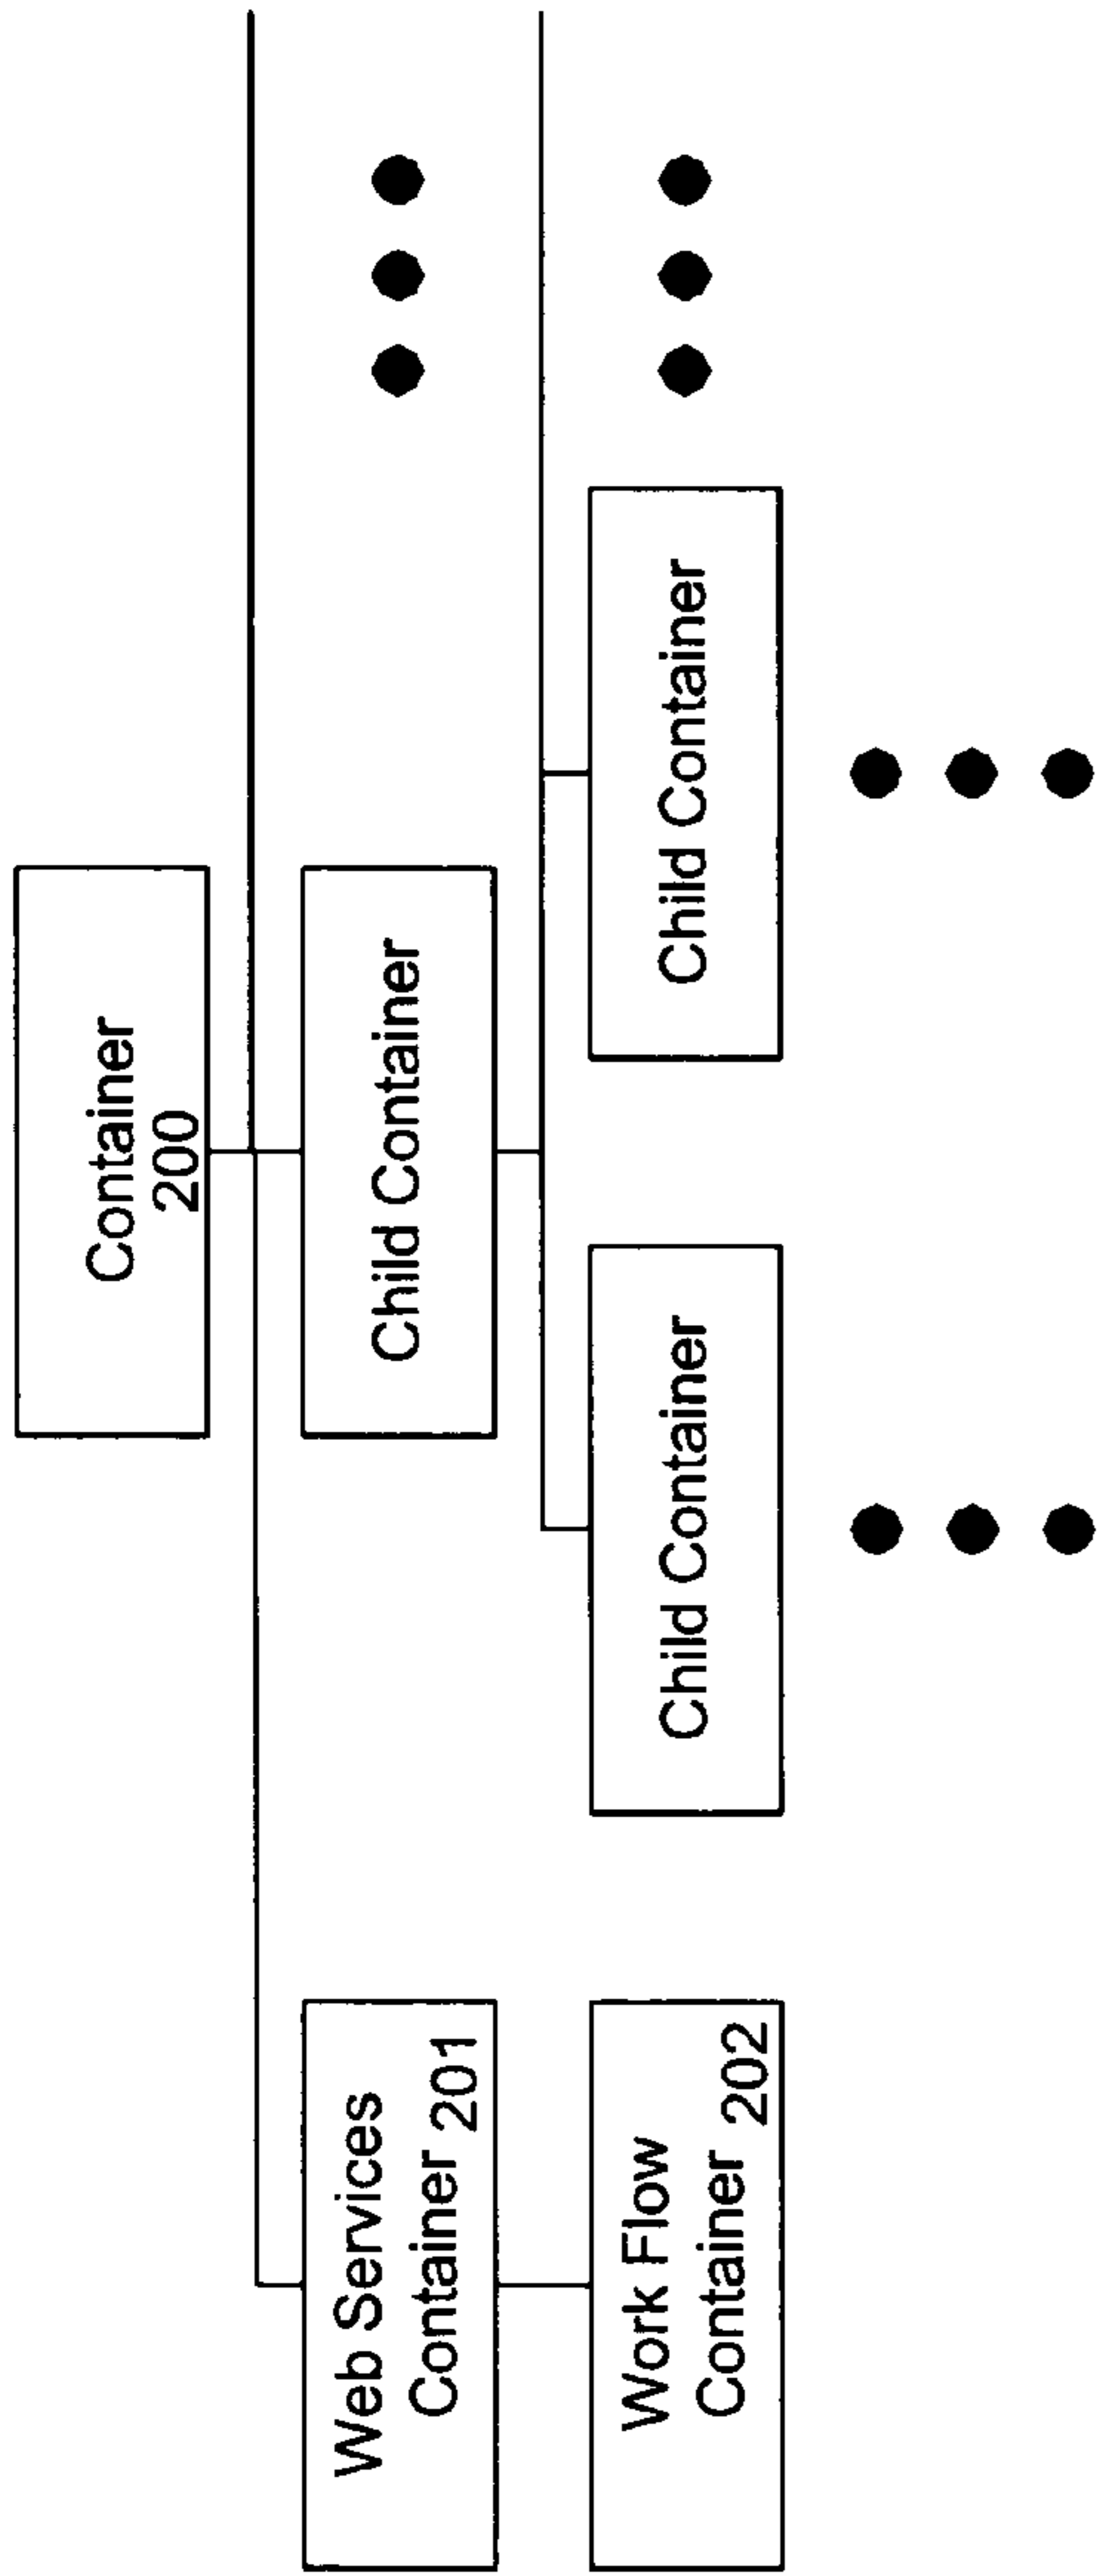 Container
200
Web Services
Container 201
Child Container
Work Flow
Container 202
Child Container
Child Container